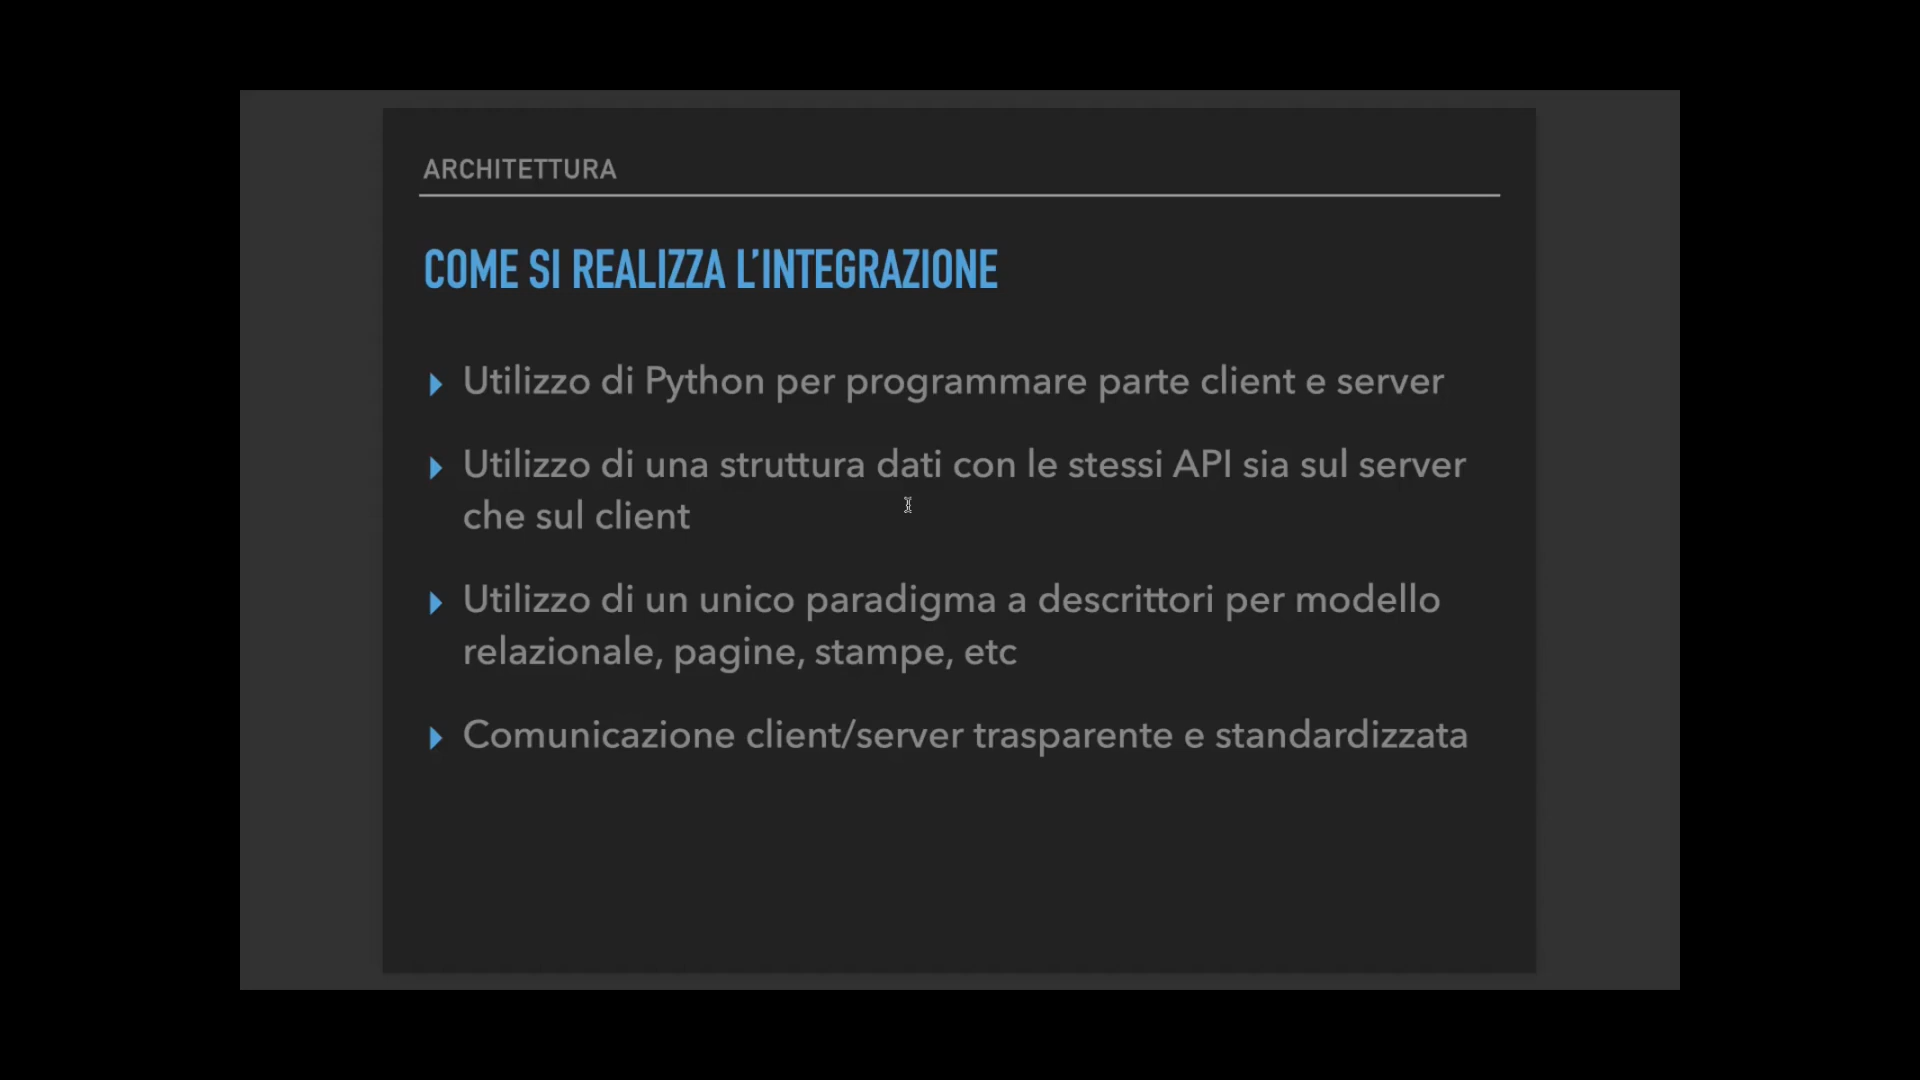 ARCHITETTURA
COME SI REALIZZA L’INTEGRAZIONE
Utilizzo di Python per programmare parte client e server
Utilizzo di una struttura dati con le stessi API sia sul server
che sul client
Utilizzo di un unico paradigma a descrittori per modello
relazionale, pagine, stampe, etc
Comunicazione client/server trasparente e standardizzata